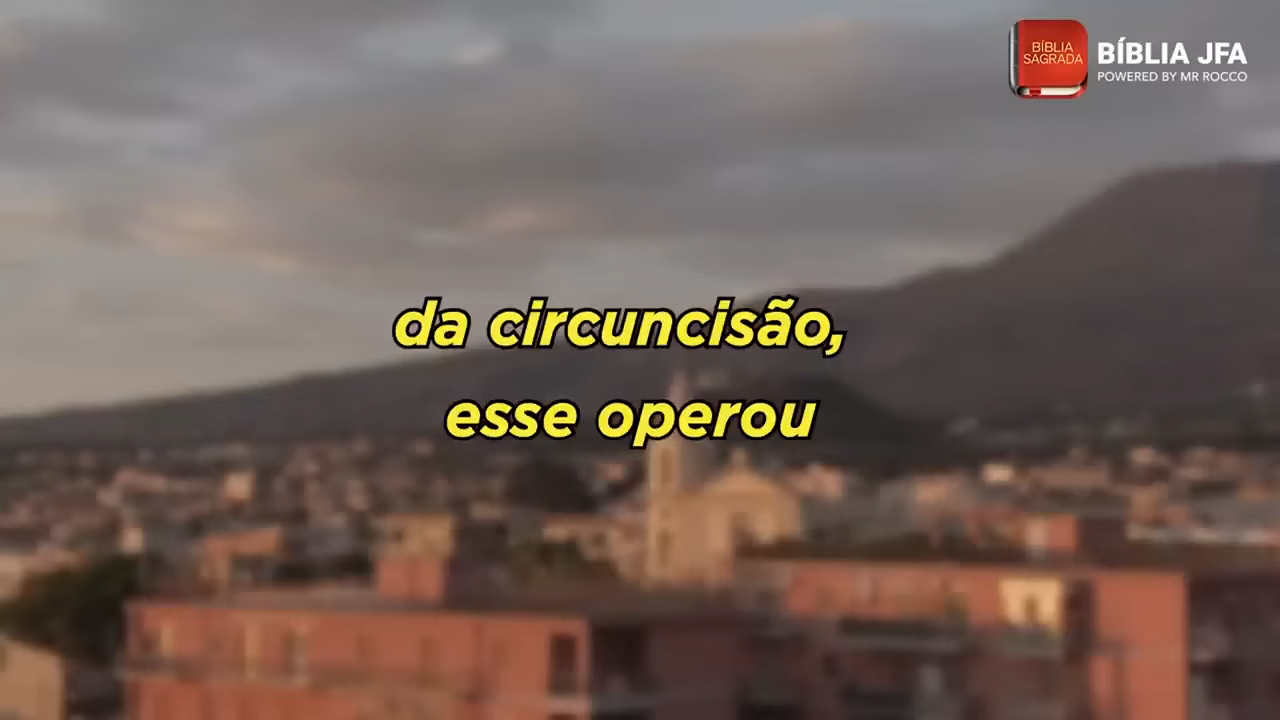 BÍBLIA
SAGRADA
BÍBLIA JFA
POWERED BY MR ROCCO
da circuncisão,
esse operou